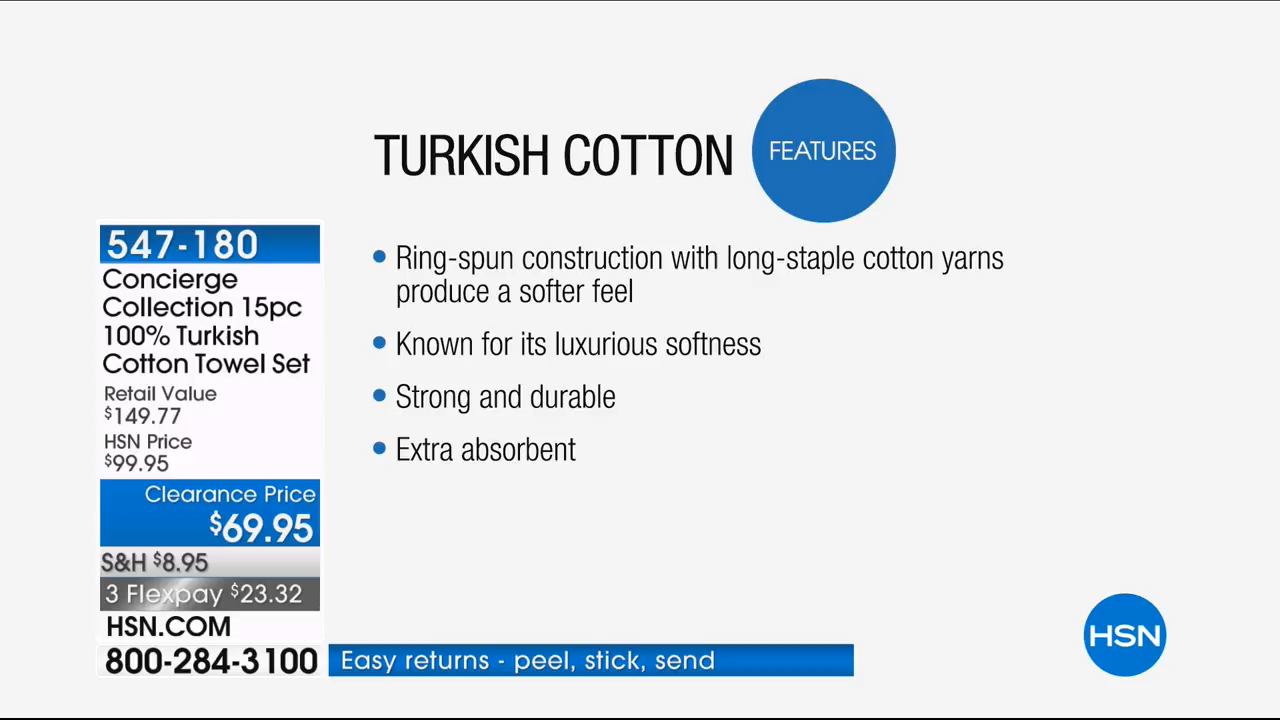 TURKISH COTTON
FEATURES
• Ring-spun construction with long-staple cotton yarns
produce a softer feel
• Known for its luxurious softness
• Strong and durable
• Extra absorbent
547-180
Concierge
Collection 15pc
100% Turkish
Cotton Towel Set
Retail Value
$149.77
HSN Price
$99.95
Clearance Price
$69.95
S&H $8.95
3 Flexpay $23.32
HSN.COM
800-284-3100
Easy returns - peel, stick, send
HSN